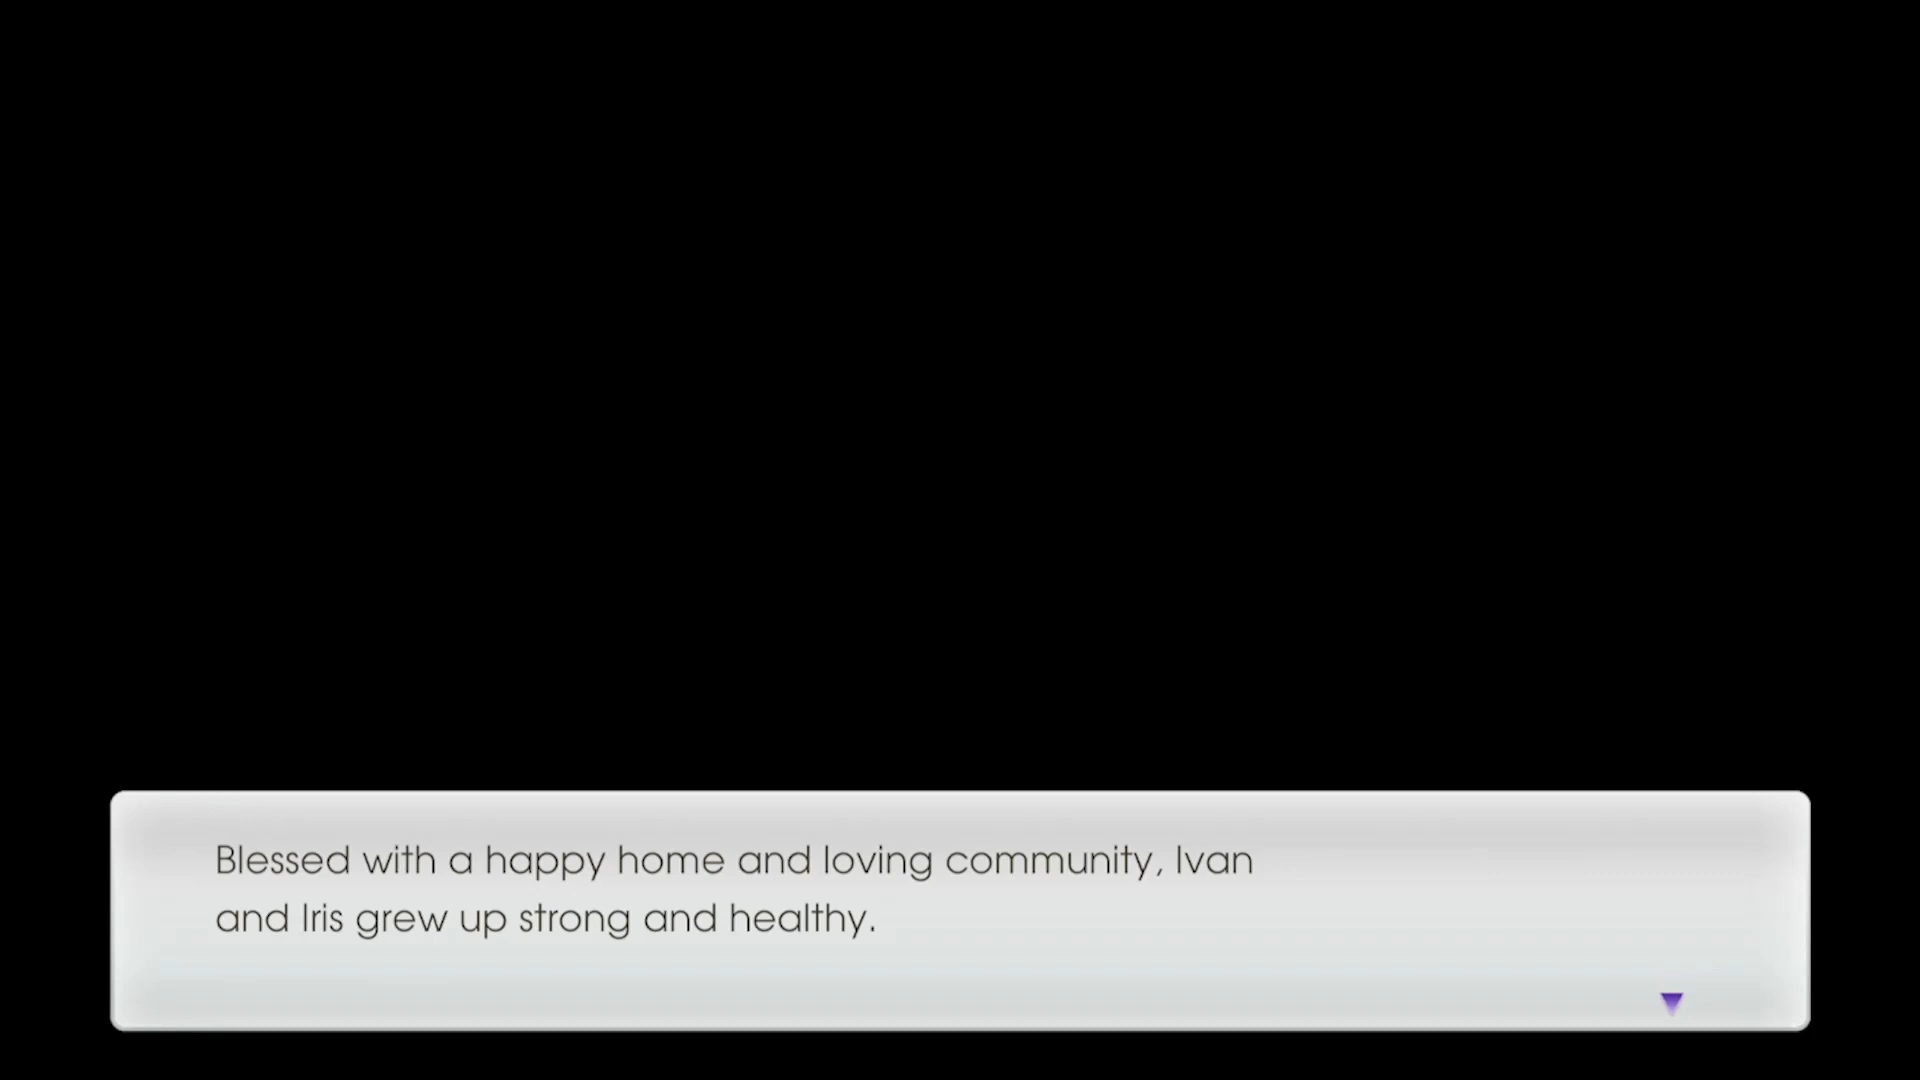 Blessed with a happy home and loving community, Ivan
and Iris grew up strong and healthy.